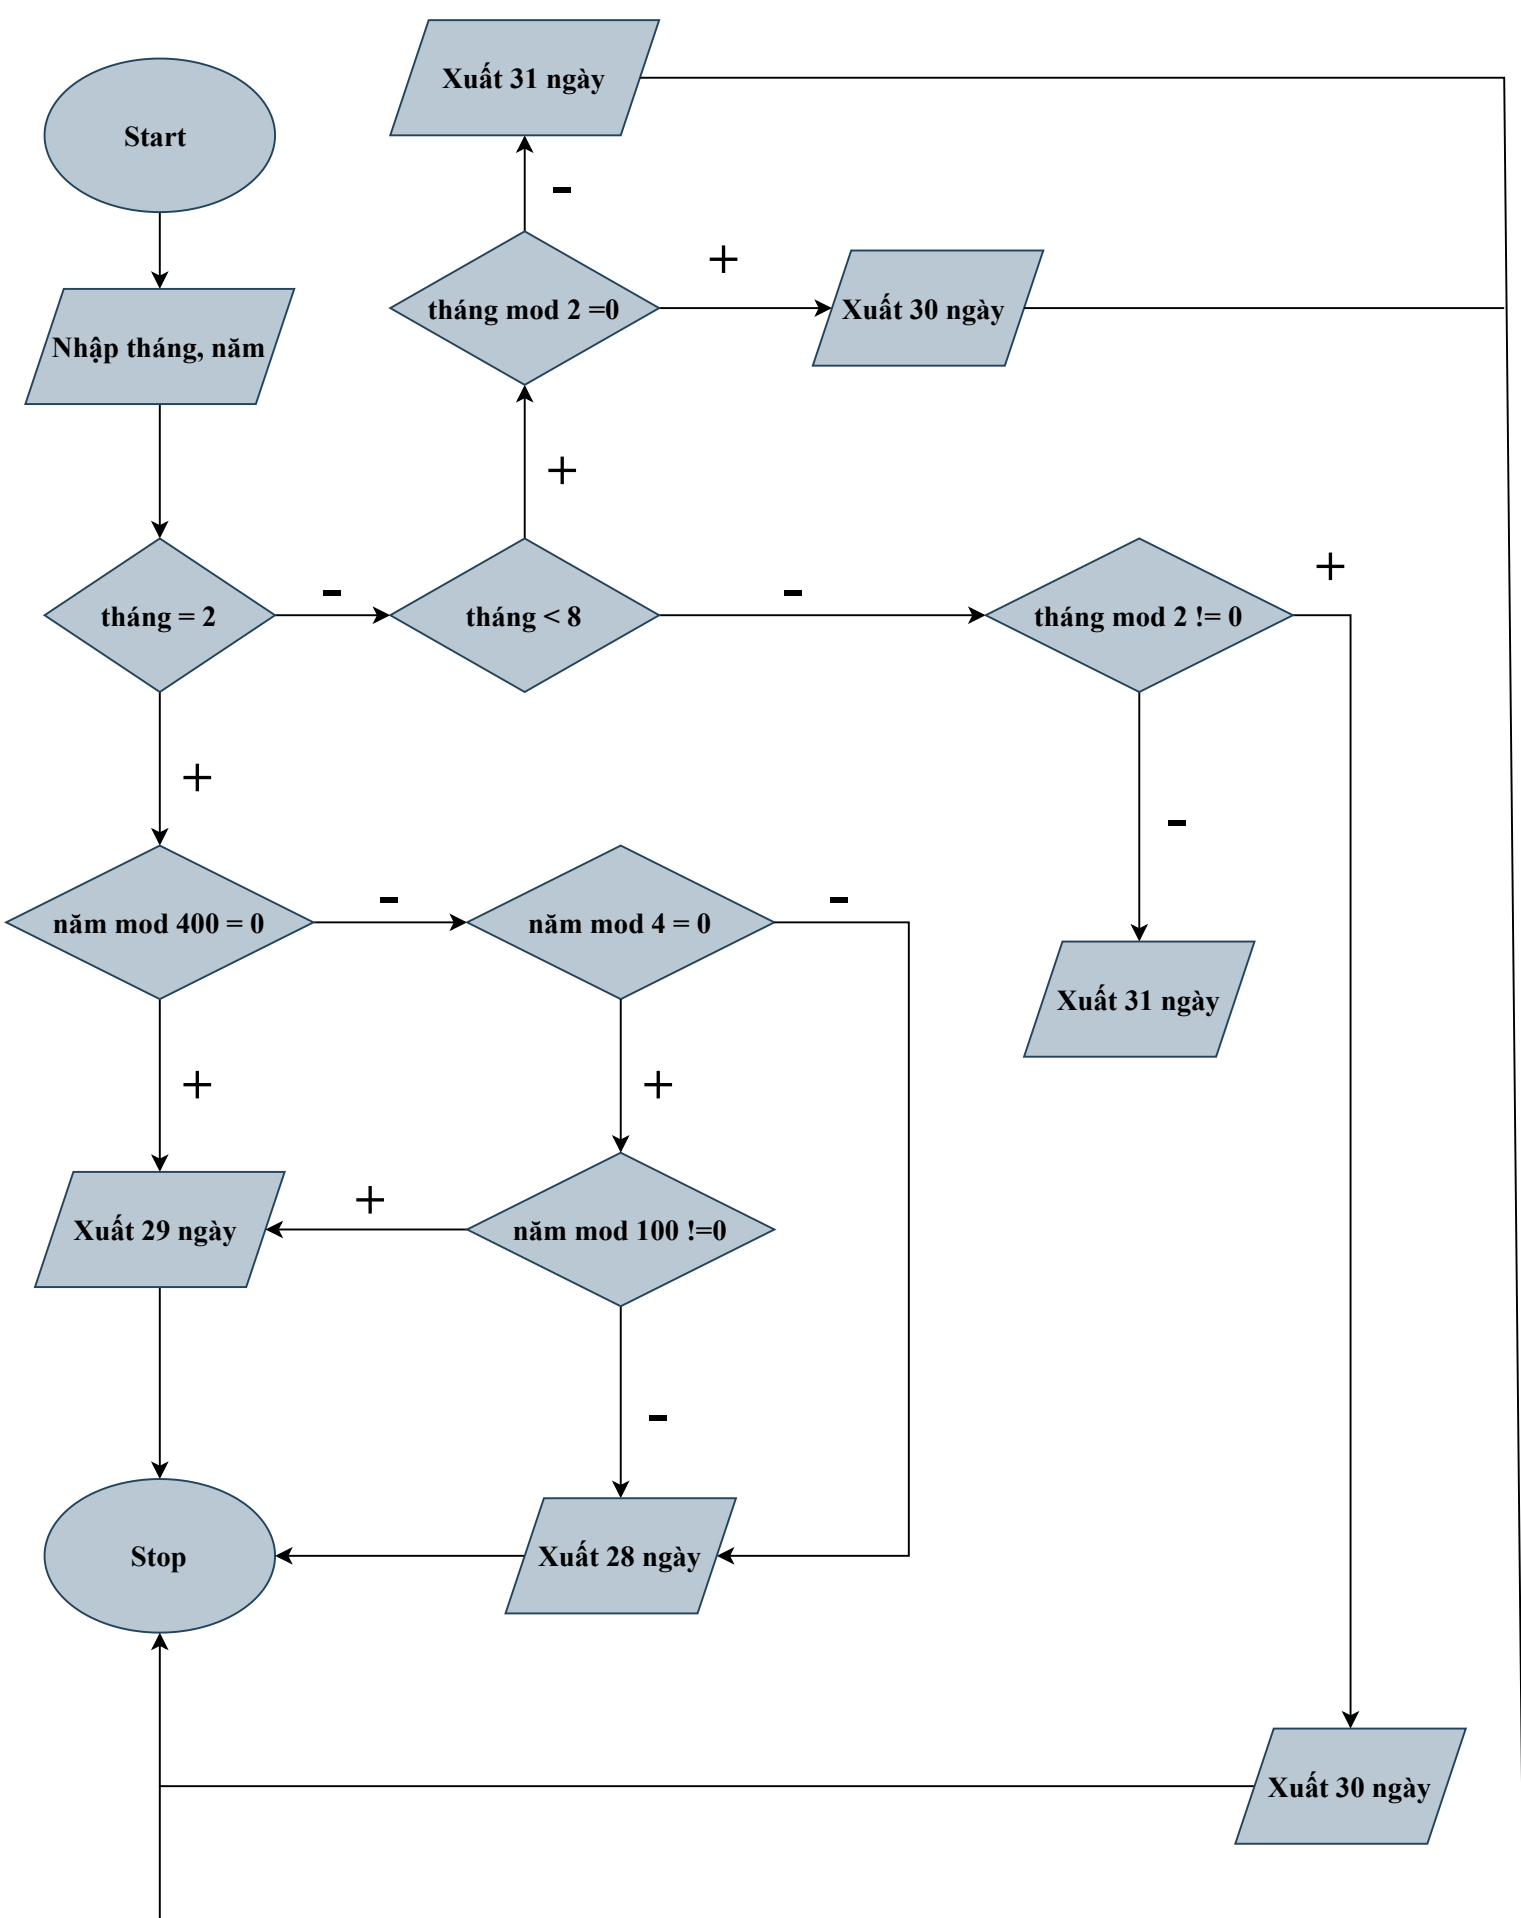 Xuất 31 ngày
Start
-
+
tháng mod 2 =0
Xuất 30 ngày
Nhập tháng, năm
+
+
-
-
tháng = 2
tháng < 8
tháng mod 2 != 0
+
-
-
-
năm mod 400 = 0
năm mod 4 = 0
Xuất 31 ngày
+
+
+
Xuất 29 ngày
năm mod 100 !=0
-
Stop
Xuất 28 ngày
Xuất 30 ngày